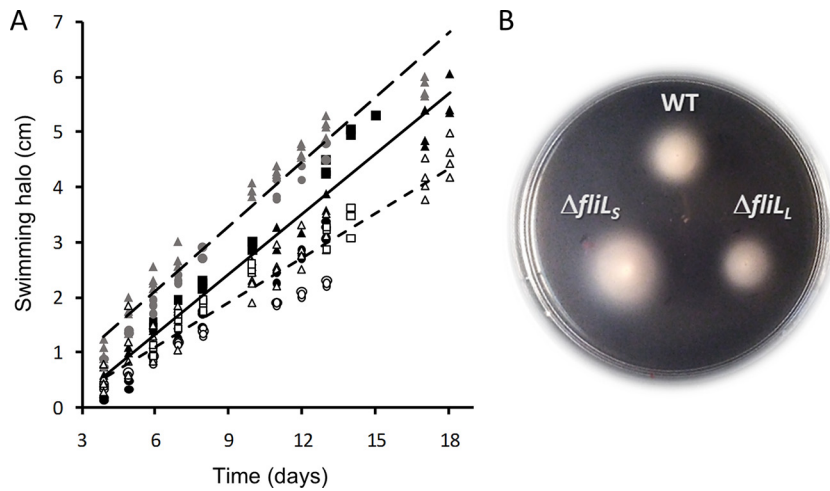 A
7
6
5
4
3
2
1
0
Swimming halo (cm)
3 6 9 12 15 18
Time (days)
B
WT
ΔfliLS
ΔfliLL